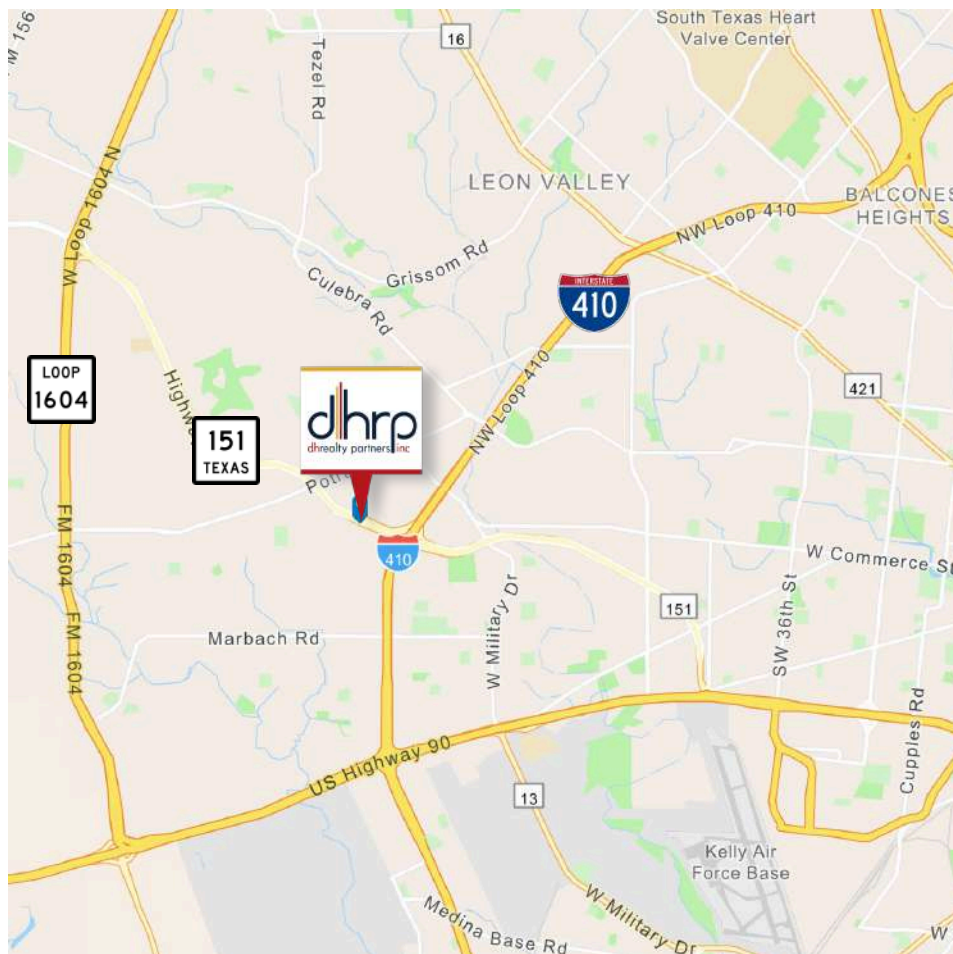 FM 156
Tezel Rd
16
South Texas Heart
Valve Center
W Loop 1604 N
LEON VALLEY
BALCONES
HEIGHTS
NW Loop 410
Grissom Rd
Culebra Rd
INTERSTATE
410
LOOP
1604
Highway
151
TEXAS
dhrp
dhrealty partners, inc
NW Loop 410
421
Potr
410
FM 1604
W Commerce St
FM 1604
Marbach Rd
W Military Dr
151
SW 36th St
US Highway 90
Cupples Rd
13
Kelly Air
Force Base
Medina Base Rd
W Military Dr
W